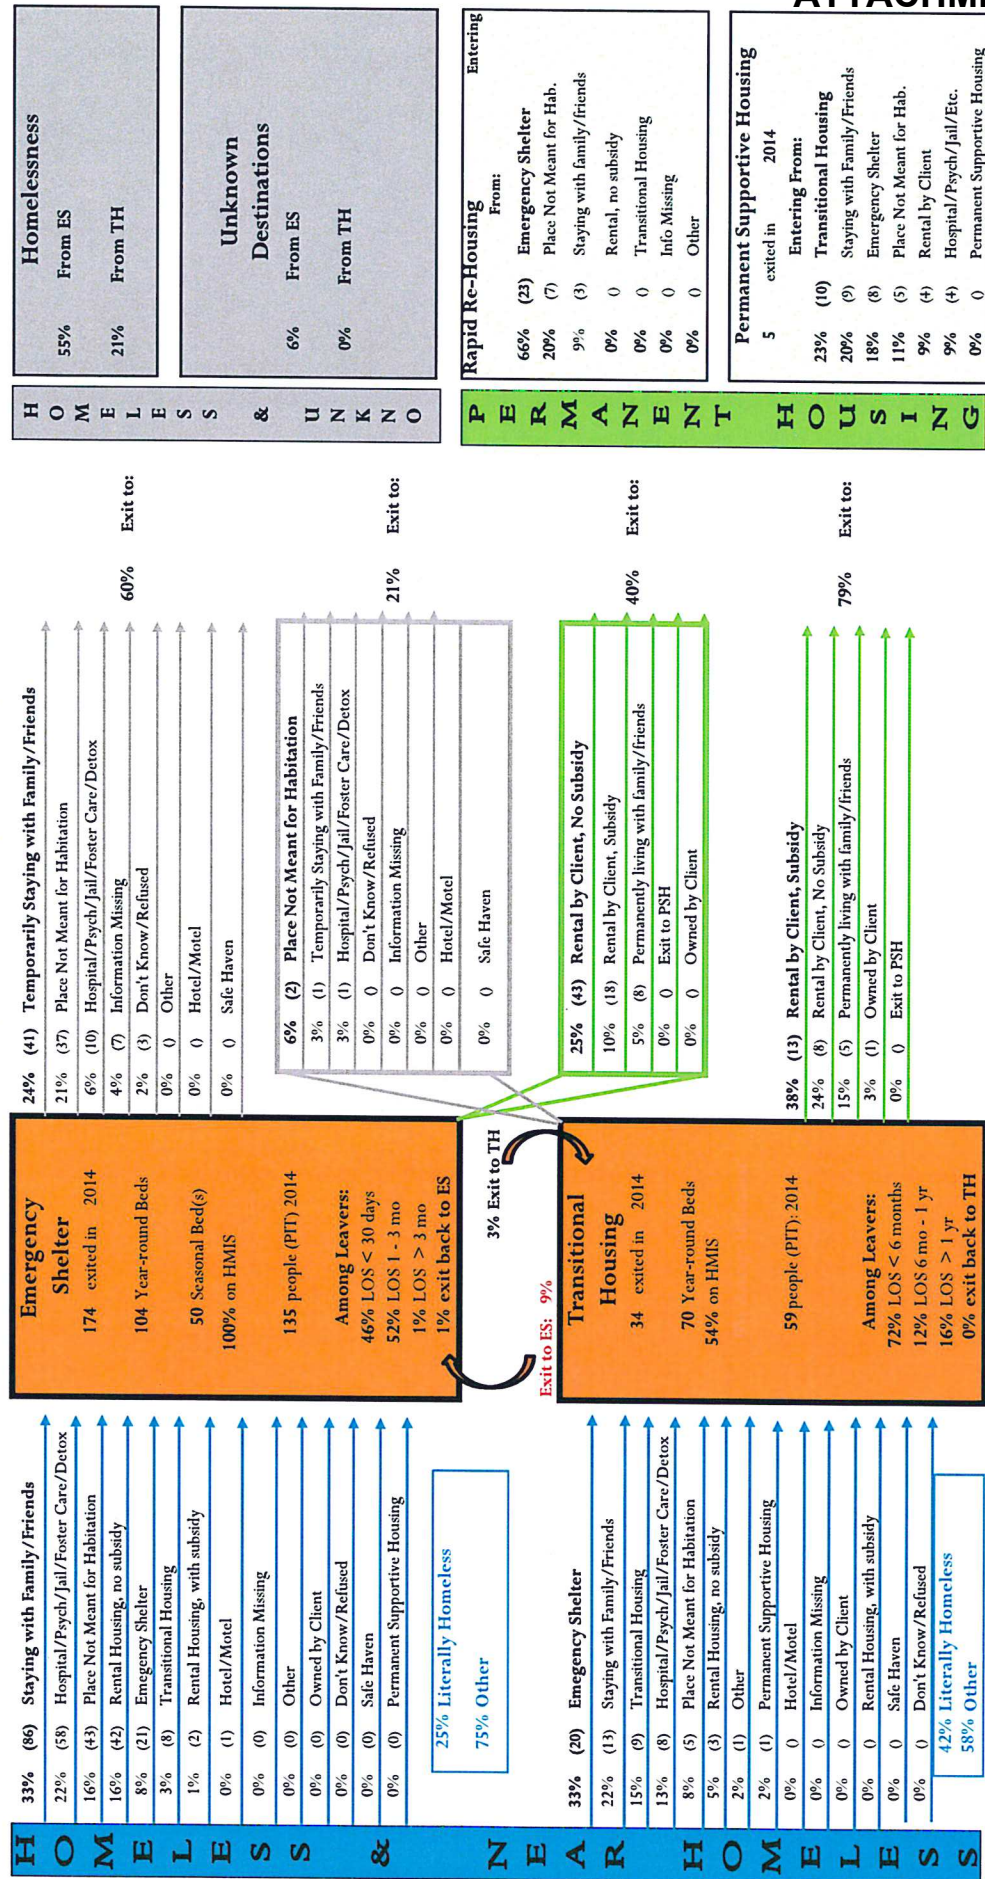 ATTACHM
HOMELESS & NEAR HOMELESS
33% (86) Staying with Family/Friends
22% (58) Hospital/Psych/Jail/Foster Care/Detox
16% (43) Place Not Meant for Habitation
16% (42) Rental Housing, no subsidy
8% (21) Emegency Shelter
3% (8) Transitional Housing
1% (2) Rental Housing, with subsidy
0% (1) Hotel/Motel
0% (0) Information Missing
0% (0) Other
0% (0) Owned by Client
0% (0) Don't Know/Refused
0% (0) Safe Haven
0% (0) Permanent Supportive Housing
25% Literally Homeless
75% Other
33% (20) Emegency Shelter
22% (13) Staying with Family/Friends
15% (9) Transitional Housing
13% (8) Hospital/Psych/Jail/Foster Care/Detox
8% (5) Place Not Meant for Habitation
5% (3) Rental Housing, no subsidy
2% (1) Other
2% (1) Permanent Supportive Housing
0% () Hotel/Motel
0% () Information Missing
0% () Owned by Client
0% () Rental Housing, with subsidy
0% () Safe Haven
0% () Don't Know/Refused
42% Literally Homeless
58% Other
Emergency
Shelter
174 exited in 2014
104 Year-round Beds
50 Seasonal Bed(s)
100% on HMIS
135 people (PIT) 2014
Among Leavers:
46% LOS < 30 days
52% LOS 1 - 3 mo
1% LOS > 3 mo
1% exit back to ES
3% Exit to TH
Exit to ES: 9%
Transitional
Housing
34 exited in 2014
70 Year-round Beds
54% on HMIS
59 people (PIT): 2014
Among Leavers:
72% LOS < 6 months
12% LOS 6 mo - 1 yr
16% LOS > 1 yr
0% exit back to TH
24% (41) Temporarily Staying with Family/Friends
21% (37) Place Not Meant for Habitation
6% (10) Hospital/Psych/Jail/Foster Care/Detox
4% (7) Information Missing
2% (3) Don't Know/Refused
0% () Other
0% () Hotel/Motel
0% () Safe Haven
60% Exit to:
6% (2) Place Not Meant for Habitation
3% (1) Temporarily Staying with Family/Friends
3% (1) Hospital/Psych/Jail/Foster Care/Detox
0% () Don't Know/Refused
0% () Information Missing
0% () Other
0% () Hotel/Motel
0% () Safe Haven
21% Exit to:
25% (43) Rental by Client, No Subsidy
10% (18) Rental by Client, Subsidy
5% (8) Permanently living with family/friends
0% () Exit to PSH
0% () Owned by Client
40% Exit to:
38% (13) Rental by Client, Subsidy
24% (8) Rental by Client, No Subsidy
15% (5) Permanently living with family/friends
3% (1) Owned by Client
0% () Exit to PSH
79% Exit to:
HOMELESS & UNKNO
Homelessness
55% From ES
21% From TH
Unknown
Destinations
6% From ES
0% From TH
PERMANENT HOUSING
Rapid Re-Housing Entering
From:
66% (23) Emergency Shelter
20% (7) Place Not Meant for Hab.
9% (3) Staying with family/friends
0% () Rental, no subsidy
0% () Transitional Housing
0% () Info Missing
0% () Other
Permanent Supportive Housing
5 exited in 2014
Entering From:
23% (10) Transitional Housing
20% (9) Staying with Family/Friends
18% (8) Emergency Shelter
11% (5) Place Not Meant for Hab.
9% (4) Rental by Client
9% (4) Hospital/Psych/Jail/Etc.
0% () Permanent Supportive Housing